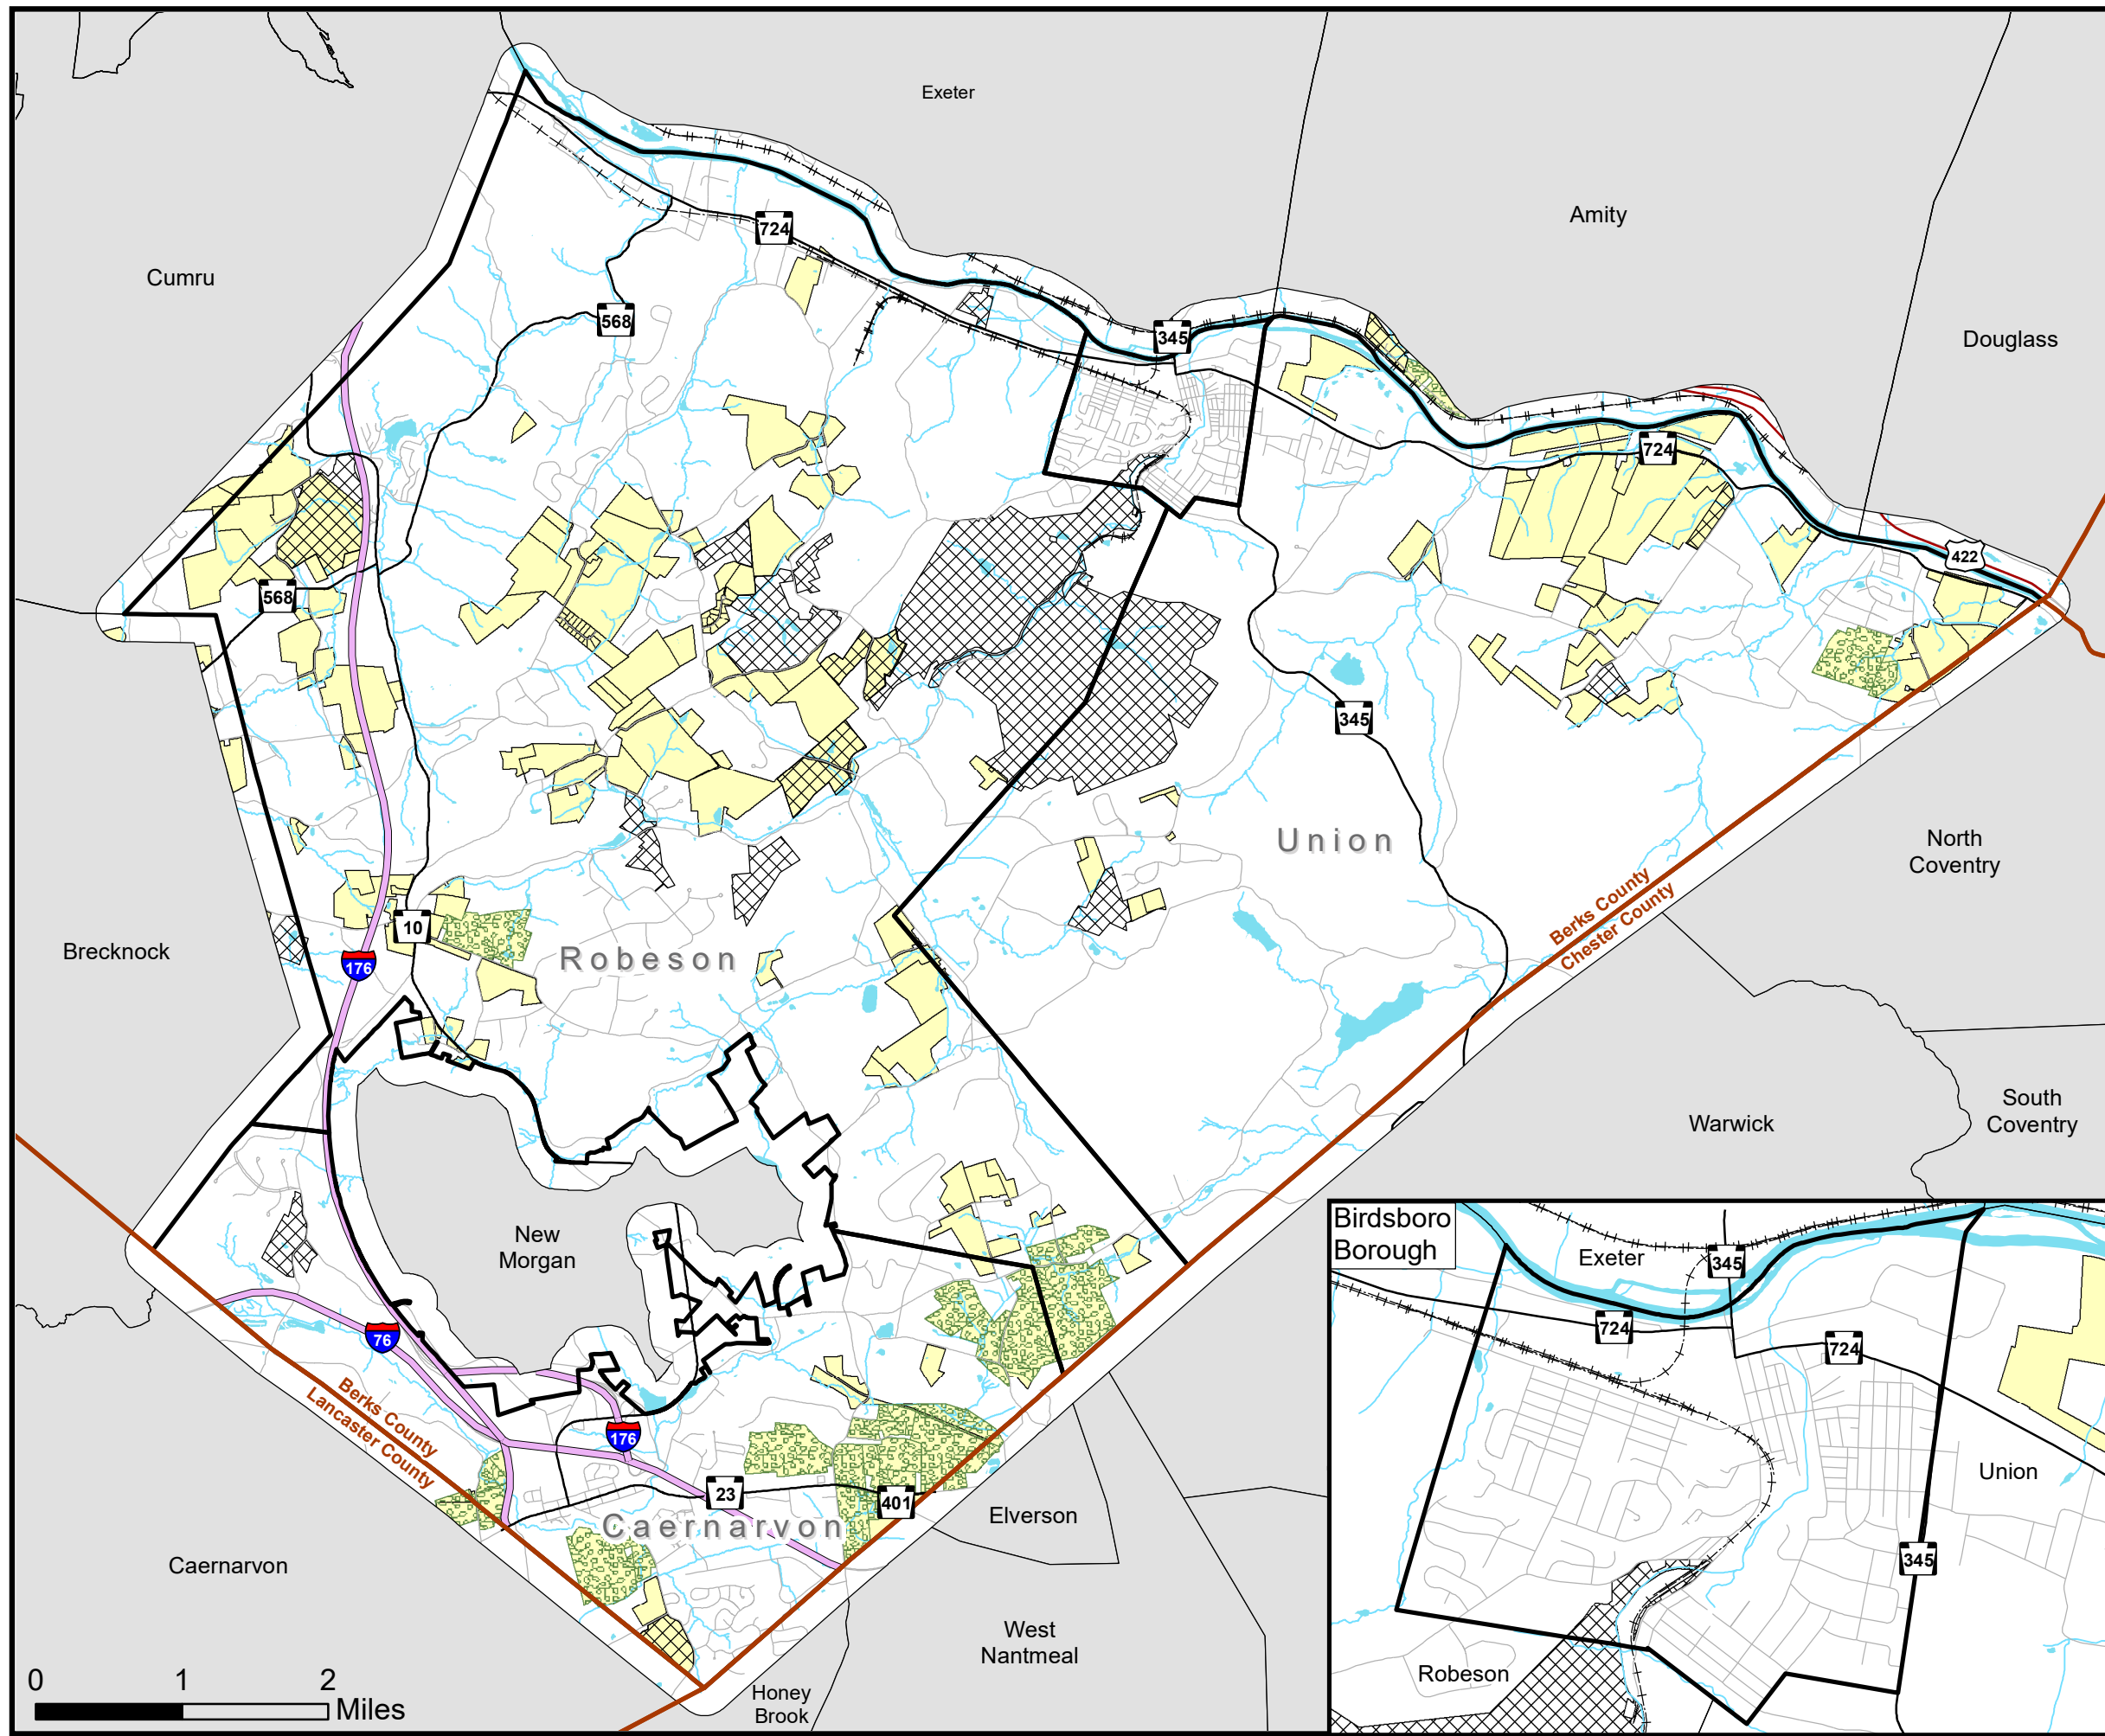 Exeter
Amity
Cumru
724
568
345
Douglass
724
422
568
345
Union
North
Coventry
Berks County
Chester County
10
176
Robeson
Brecknock
South
Coventry
Warwick
New
Morgan
76
Berks County
Lancaster County
176
23
401
Caernarvon
Elverson
Caernarvon
West
Nantmeal
Honey
Brook
0 1 2
Miles
Birdsboro
Borough
Exeter
345
724
724
Union
345
Robeson